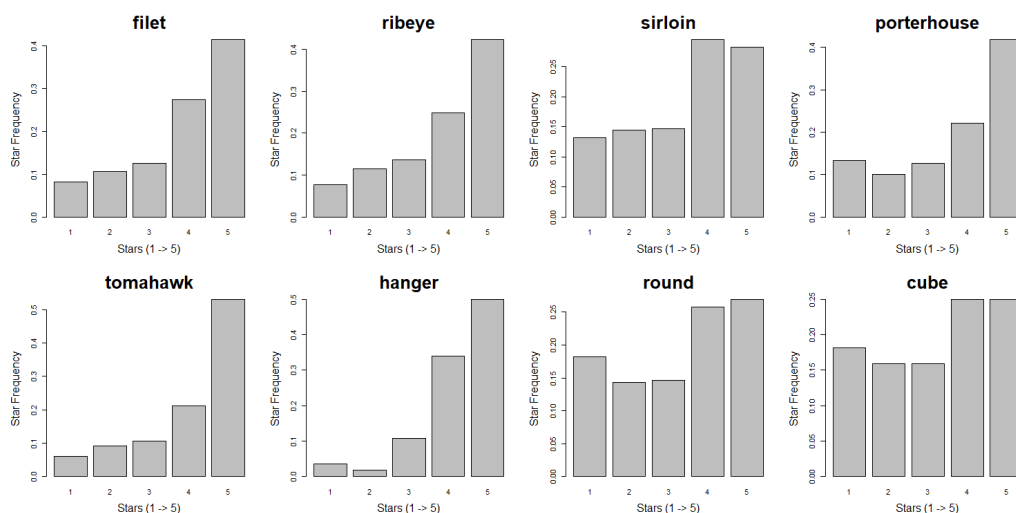 filet
Star Frequency
0.0 0.1 0.2 0.3 0.4
1 2 3 4 5
Stars (1 -> 5)
ribeye
Star Frequency
0.0 0.1 0.2 0.3 0.4
1 2 3 4 5
Stars (1 -> 5)
sirloin
Star Frequency
0.00 0.05 0.10 0.15 0.20 0.25
1 2 3 4 5
Stars (1 -> 5)
porterhouse
Star Frequency
0.0 0.1 0.2 0.3 0.4
1 2 3 4 5
Stars (1 -> 5)
tomahawk
Star Frequency
0.0 0.1 0.2 0.3 0.4 0.5
1 2 3 4 5
Stars (1 -> 5)
hanger
Star Frequency
0.0 0.1 0.2 0.3 0.4 0.5
1 2 3 4 5
Stars (1 -> 5)
round
Star Frequency
0.00 0.05 0.10 0.15 0.20 0.25
1 2 3 4 5
Stars (1 -> 5)
cube
Star Frequency
0.00 0.05 0.10 0.15 0.20 0.25
1 2 3 4 5
Stars (1 -> 5)